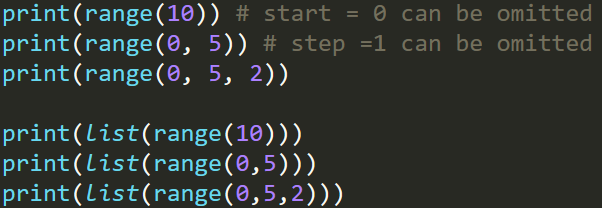 print(range(10)) # start = 0 can be omitted
print(range(0, 5)) # step =1 can be omitted
print(range(0, 5, 2))
print(list(range(10)))
print(list(range(0,5)))
print(list(range(0,5,2)))